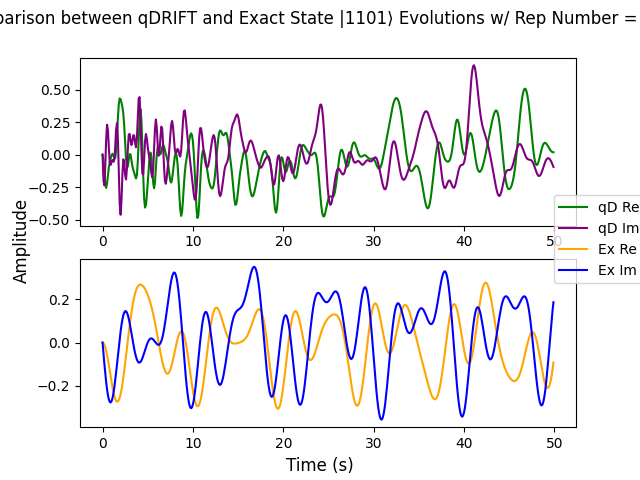 parison between qDRIFT and Exact State |1101⟩ Evolutions w/ Rep Number =
0.50
0.25
0.00
−0.25
−0.50
0 10 20 30 40 50
qD Re
qD Im
Ex Re
Ex Im
Amplitude
0.2
0.0
−0.2
0 10 20 30 40 50
Time (s)